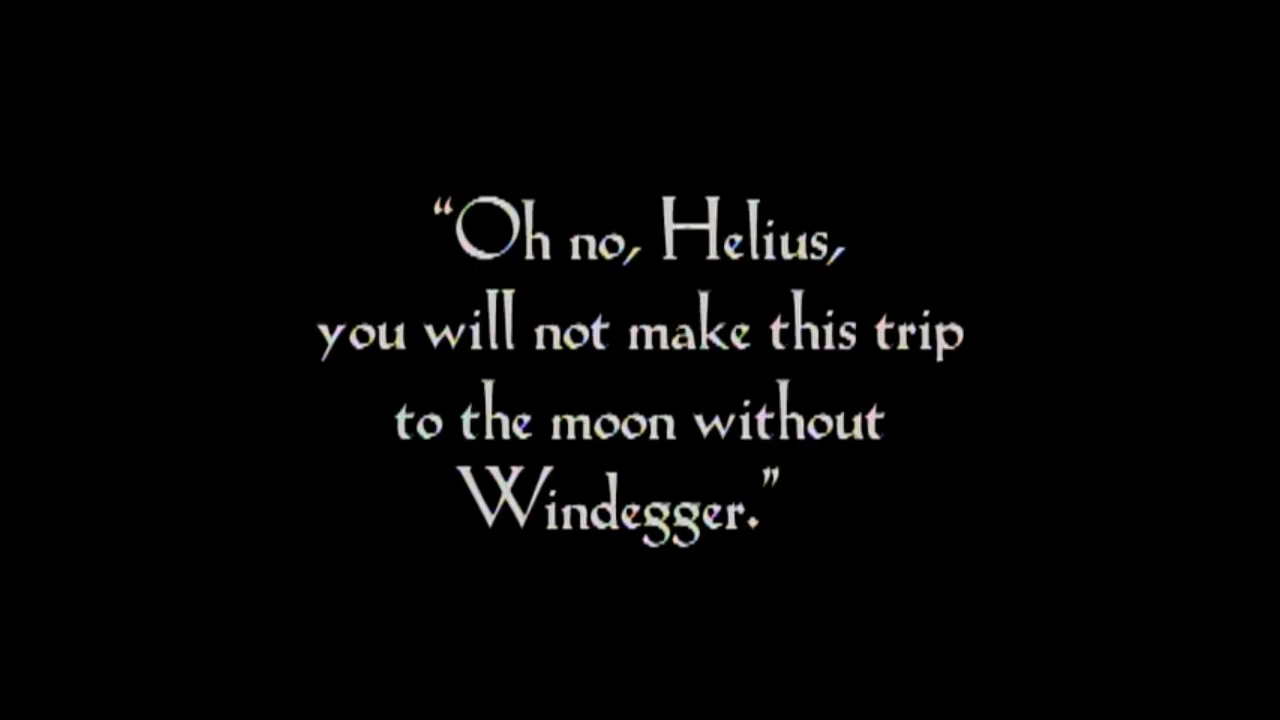 “Oh no, Helius,
you will not make this trip
to the moon without
Windegger.”